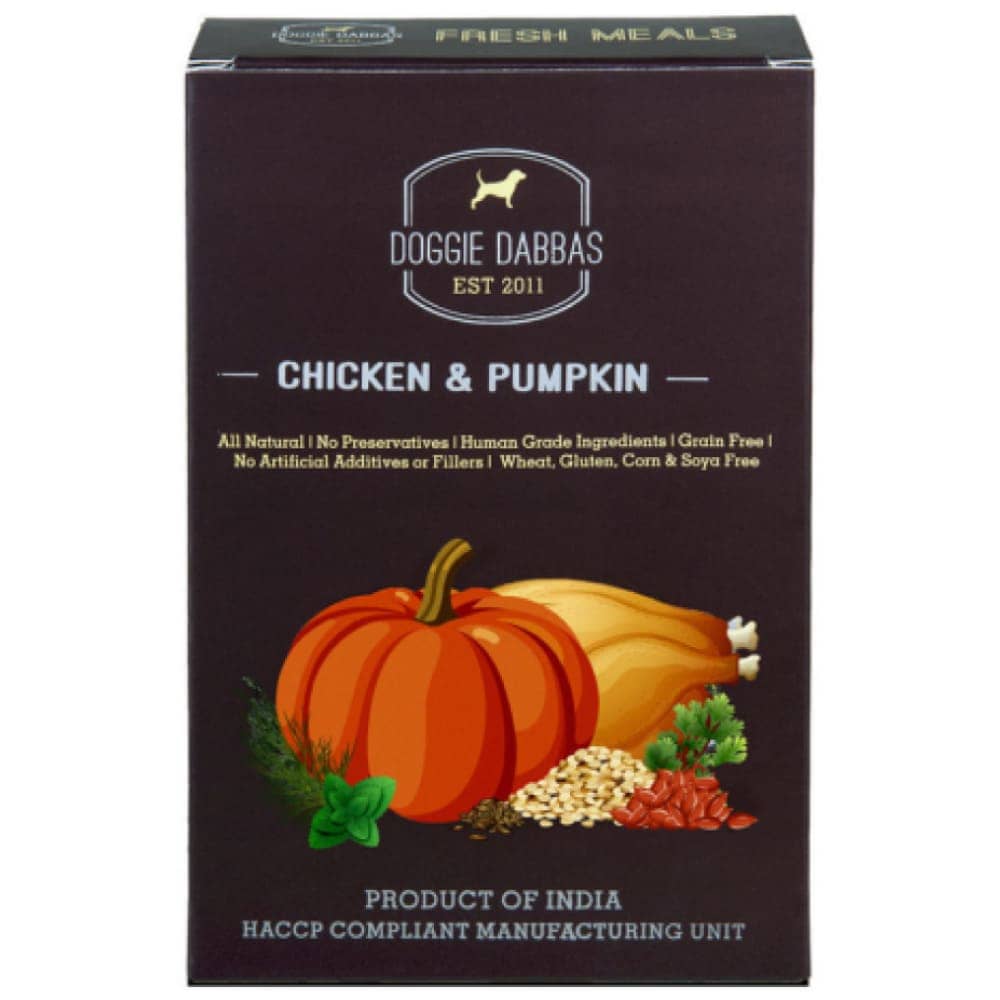 DOGGIE DABBAS FRESH MEALS
EST 2011
DOGGIE DABBAS
EST 2011
CHICKEN & PUMPKIN
All Natural | No Preservatives | Human Grade Ingredients | Grain Free |
No Artificial Additives or Fillers | Wheat, Gluten, Corn & Soya Free
PRODUCT OF INDIA
HACCP COMPLIANT MANUFACTURING UNIT